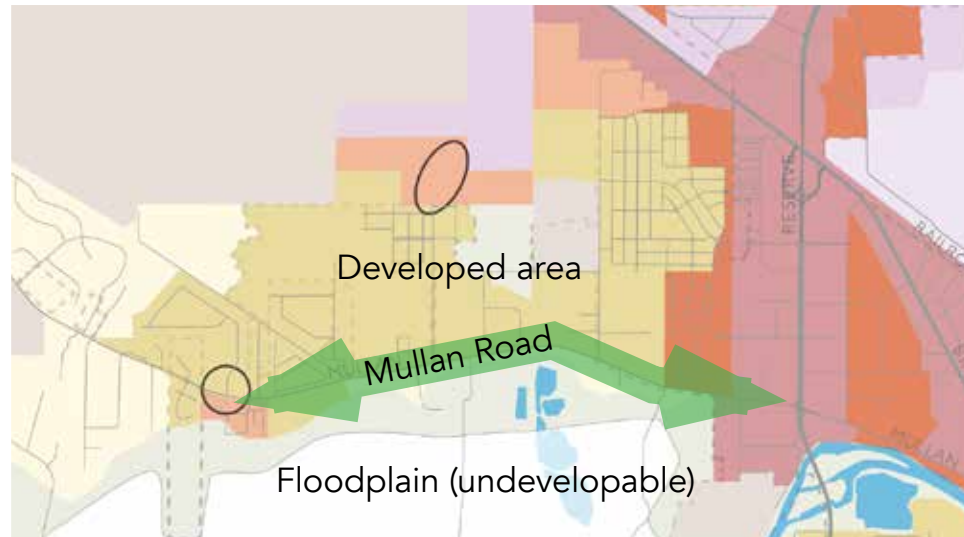 RESERVE
RAILRO
Developed area
Mullan Road
MULLAN
Floodplain (undevelopable)